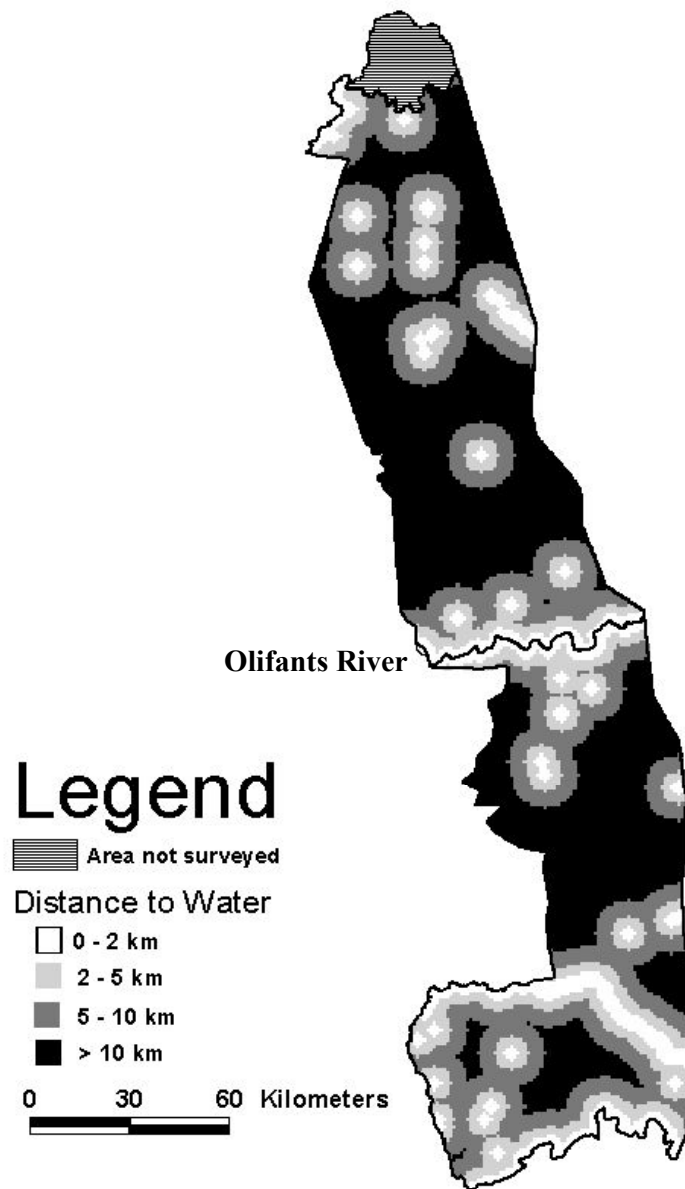 Olifants River
Legend
Area not surveyed
Distance to Water
0 - 2 km
2 - 5 km
5 - 10 km
> 10 km
0 30 60 Kilometers